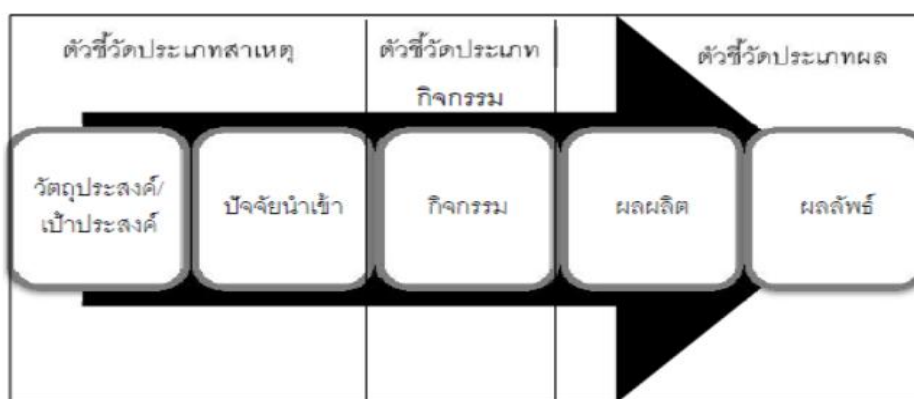 ตัวชี้วัดประเภทสาเหตุ
ตัวชี้วัดประเภท
กิจกรรม
ตัวชี้วัดประเภทผล
วัตถุประสงค์/
เป้าประสงค์
ปัจจัยนำเข้า
กิจกรรม
ผลผลิต
ผลลัพธ์